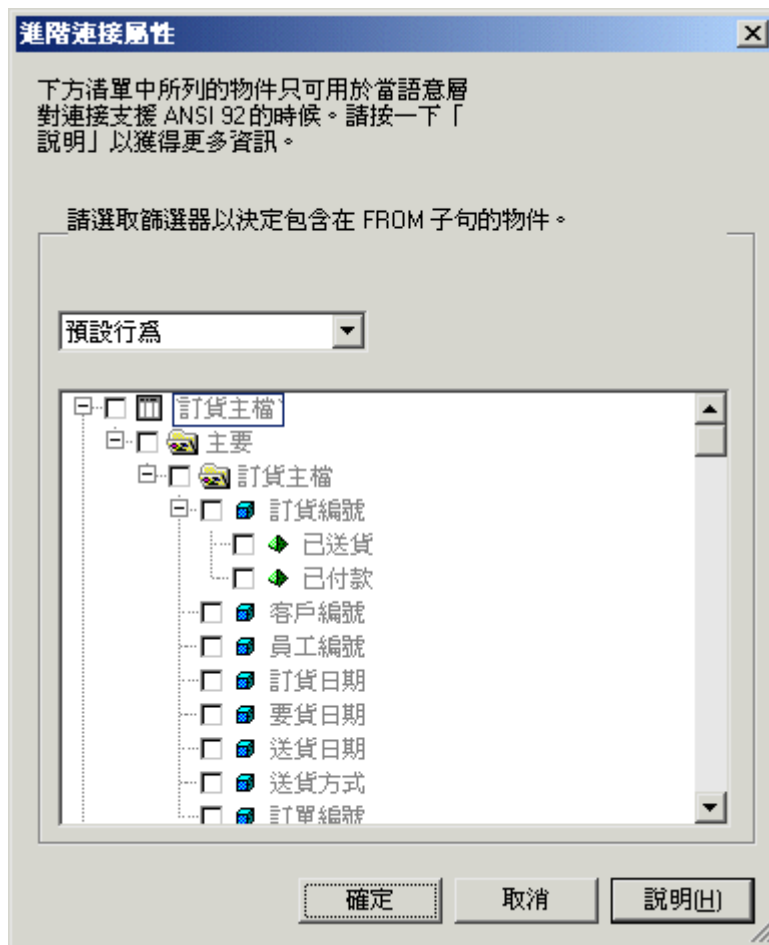 進階連接屬性
下方清單中所列的物件只可用於當語意層
對連接支援 ANSI 92 的時候。請按一下「
說明」以獲得更多資訊。
請選取篩選器以決定包含在 FROM 子句的物件。
預設行為
訂貨主檔
主要
訂貨主檔
訂貨編號
已送貨
已付款
客戶編號
員工編號
訂貨日期
要貨日期
送貨日期
送貨方式
訂單編號
確定
取消
說明(H)